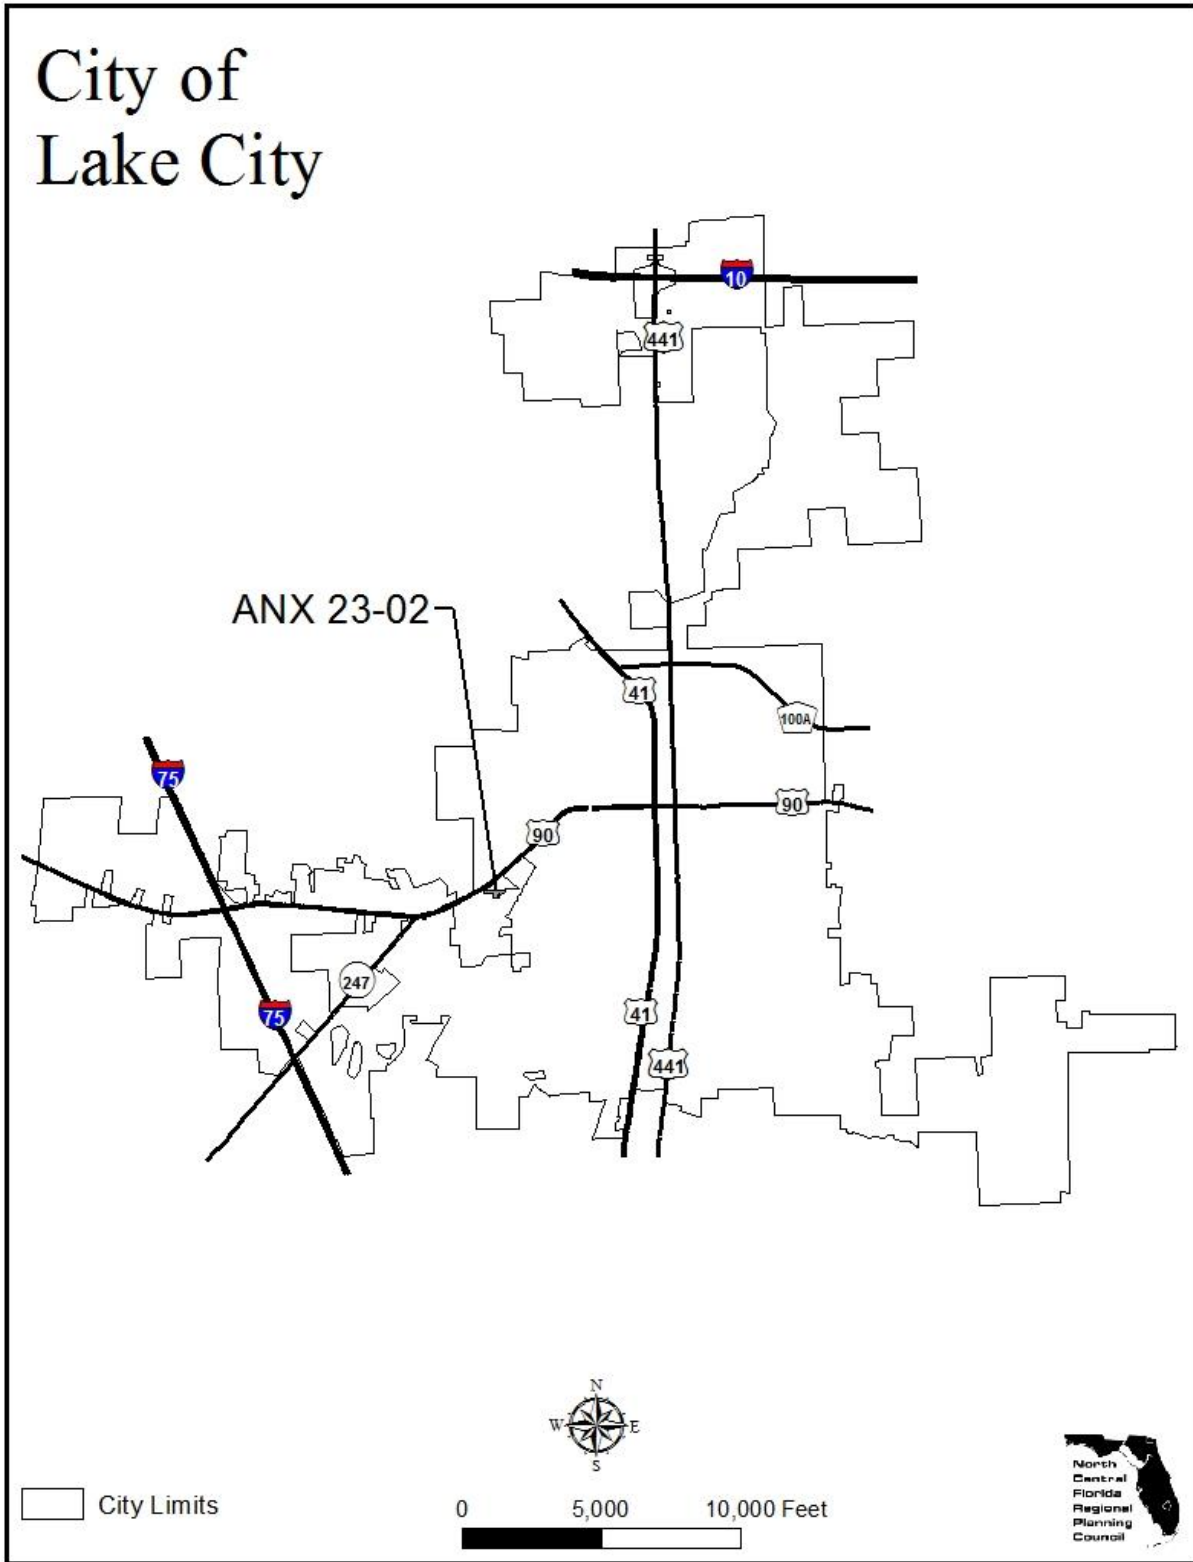 City of
Lake City
10
441
ANX 23-02
41
100A
75
90
90
247
75
41
441
N
W E
S
City Limits
0 5,000 10,000 Feet
North
Central
Florida
Regional
Planning
Council